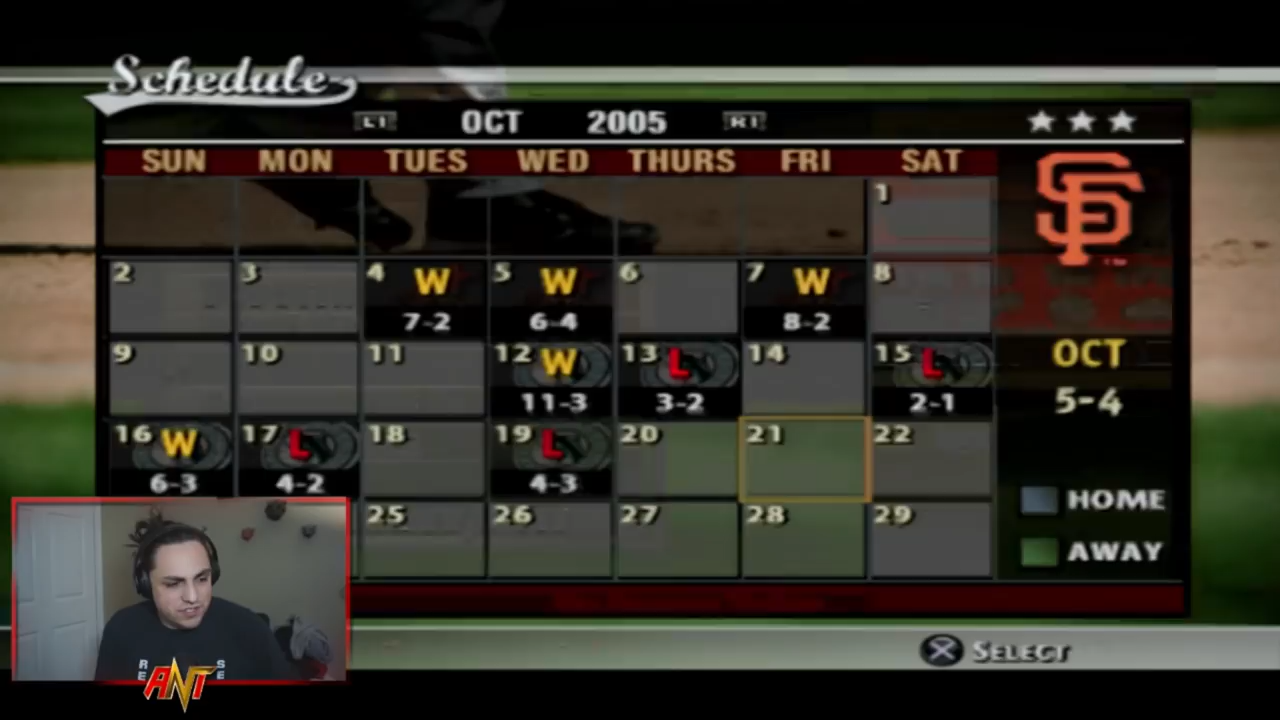 Schedule
L1 OCT 2005 R1
SUN MON TUES WED THURS FRI SAT
1
2 3 4 W 5 W 6 7 W 8
7-2 6-4 8-2
9 10 11 12 W 13 L 14 15 L
11-3 3-2 2-1
16 W 17 L 18 19 L 20 21 22
6-3 4-2 4-3
25 26 27 28 29
SF
OCT
5-4
HOME
AWAY
SELECT
ANT